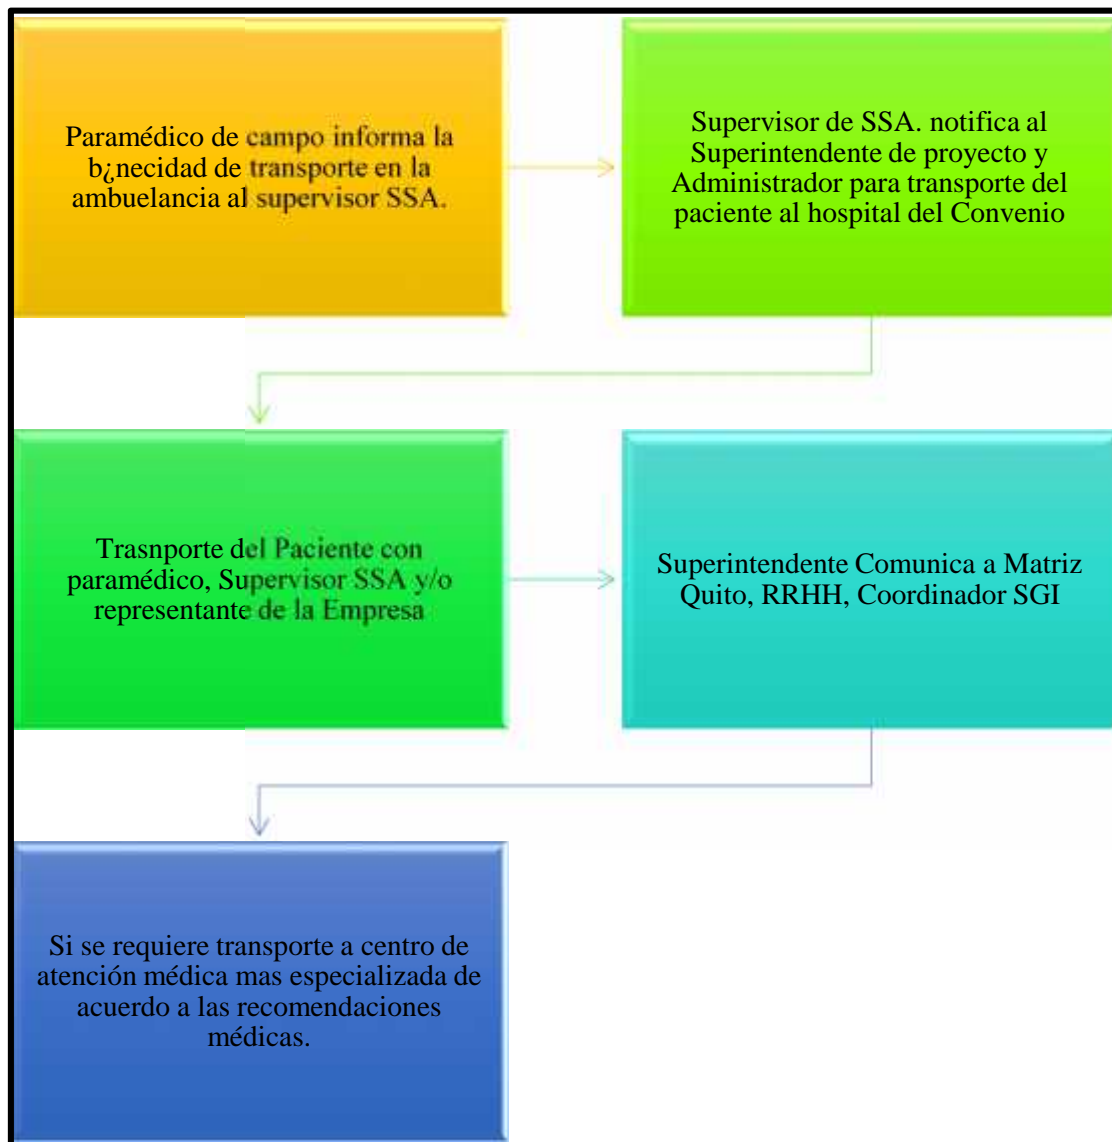 Paramédico de campo informa la
b¿necidad de transporte en la
ambuelancia al supervisor SSA.
Supervisor de SSA. notifica al
Superintendente de proyecto y
Administrador para transporte del
paciente al hospital del Convenio
Trasnporte del Paciente con
paramédico, Supervisor SSA y/o
representante de la Empresa
Superintendente Comunica a Matriz
Quito, RRHH, Coordinador SGI
Si se requiere transporte a centro de
atención médica mas especializada de
acuerdo a las recomendaciones
médicas.